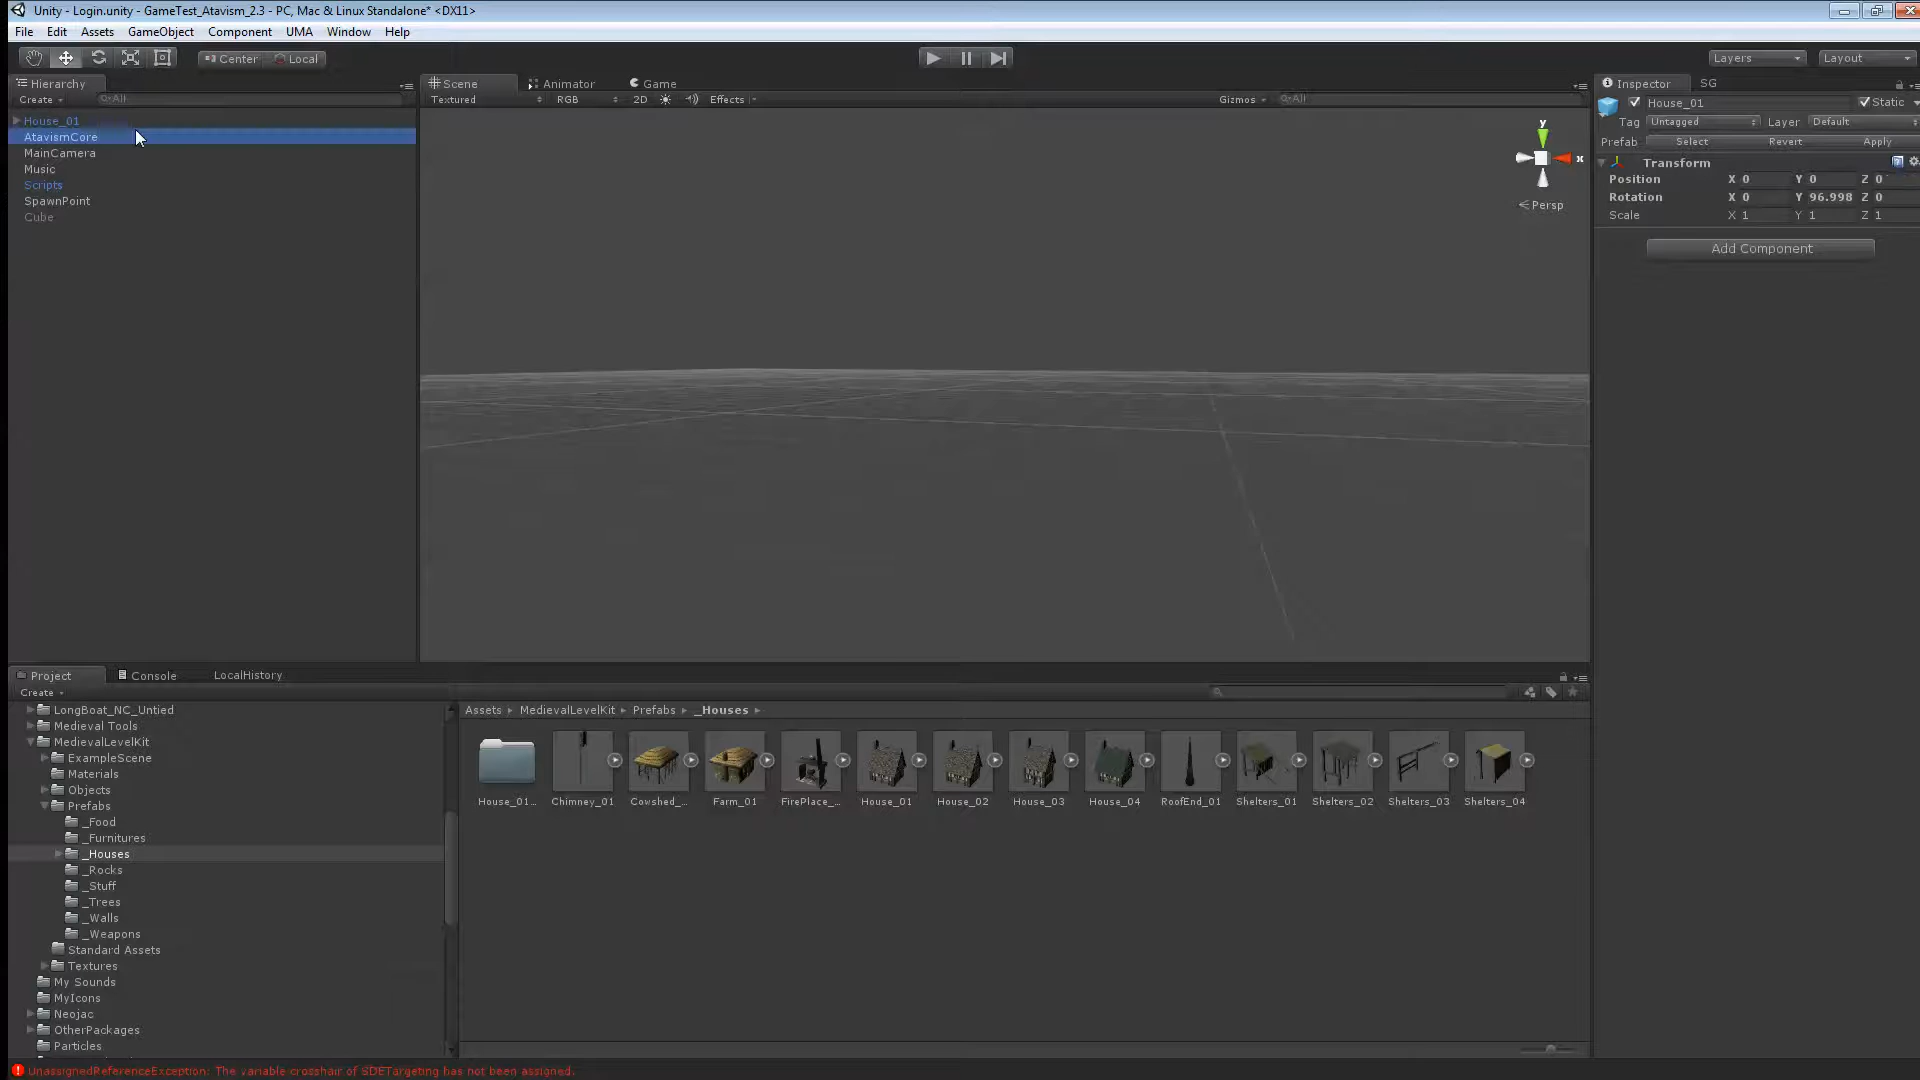 Unity - Login.unity - GameTest_Atavism_2.3 - PC, Mac & Linux Standalone* <DX11>
File Edit Assets GameObject Component UMA Window Help
Center Local Layers Layout
Hierarchy
Create All
House_01
AtavismCore
MainCamera
Music
Scripts
SpawnPoint
Cube
Scene Animator Game
Textured RGB 2D Effects Gizmos All
y
x
Persp
Inspector SG
House_01 Static
Tag Untagged Layer Default
Prefab Select Revert Apply
Transform
Position X 0 Y 0 Z 0
Rotation X 0 Y 96.998 Z 0
Scale X 1 Y 1 Z 1
Add Component
Project Console LocalHistory
Create
LongBoat_NC_Untied
Medieval Tools
MedievalLevelKit
ExampleScene
Materials
Objects
Prefabs
_Food
_Furnitures
_Houses
_Rocks
_Stuff
_Trees
_Walls
_Weapons
Standard Assets
Textures
My Sounds
MyIcons
Neojac
OtherPackages
Particles
Assets MedievalLevelKit Prefabs _Houses
House_01... Chimney_01 Cowshed_... Farm_01 FirePlace_... House_01 House_02 House_03 House_04 RoofEnd_01 Shelters_01 Shelters_02 Shelters_03 Shelters_04
UnassignedReferenceException: The variable crosshair of SDETargeting has not been assigned.